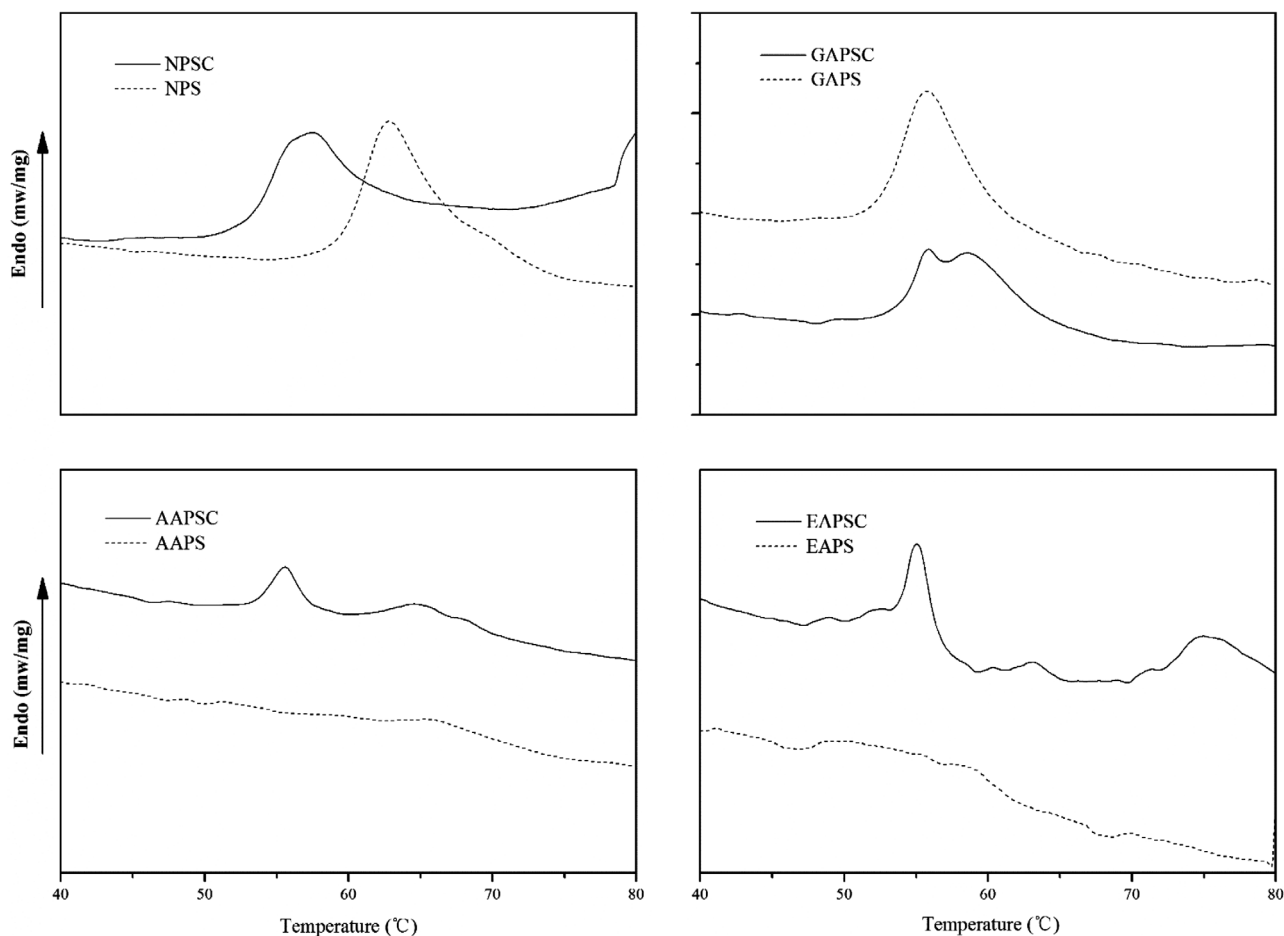 NPSC
NPS
Endo (mw/mg)
GAPSC
GAPS
AAPSC
AAPS
Endo (mw/mg)
40
50
60
70
80
Temperature (℃)
EAPSC
EAPS
40
50
60
70
80
Temperature (℃)